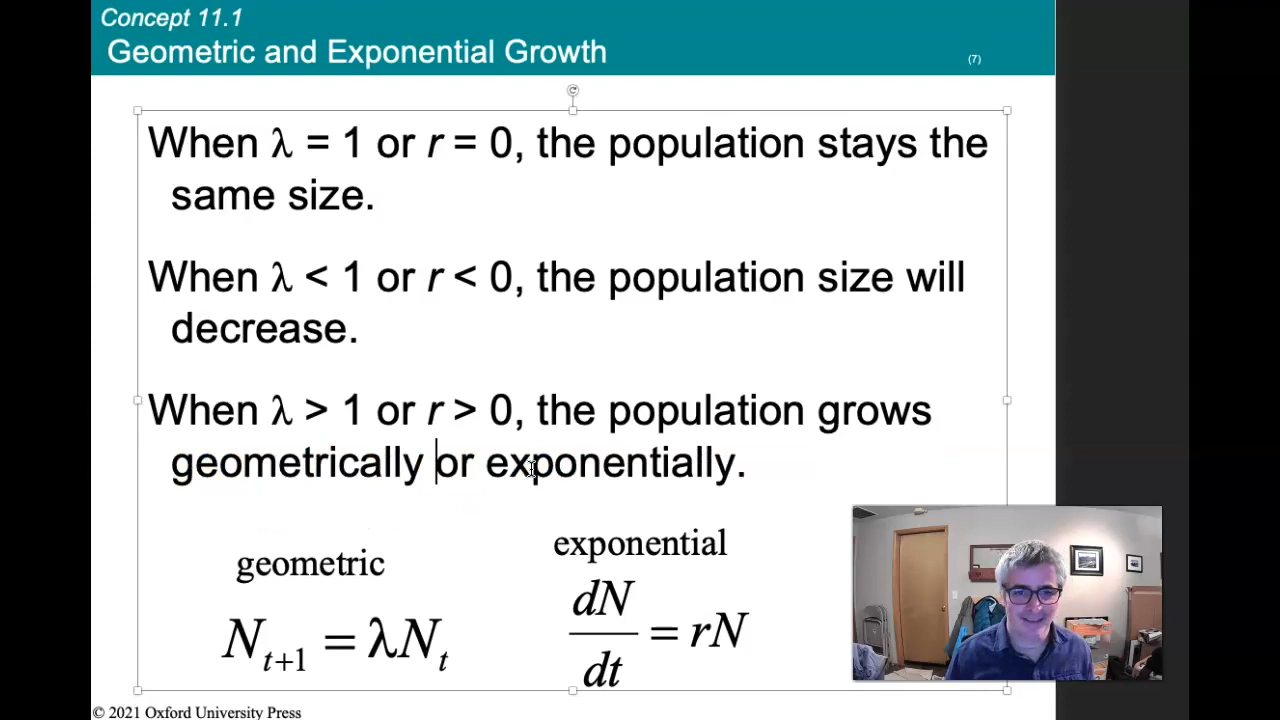 Concept 11.1
Geometric and Exponential Growth
(7)
When λ = 1 or r = 0, the population stays the
same size.
When λ < 1 or r < 0, the population size will
decrease.
When λ > 1 or r > 0, the population grows
geometrically or exponentially.
geometric
exponential
N_{t+1} = λN_t
dN/dt = rN
© 2021 Oxford University Press